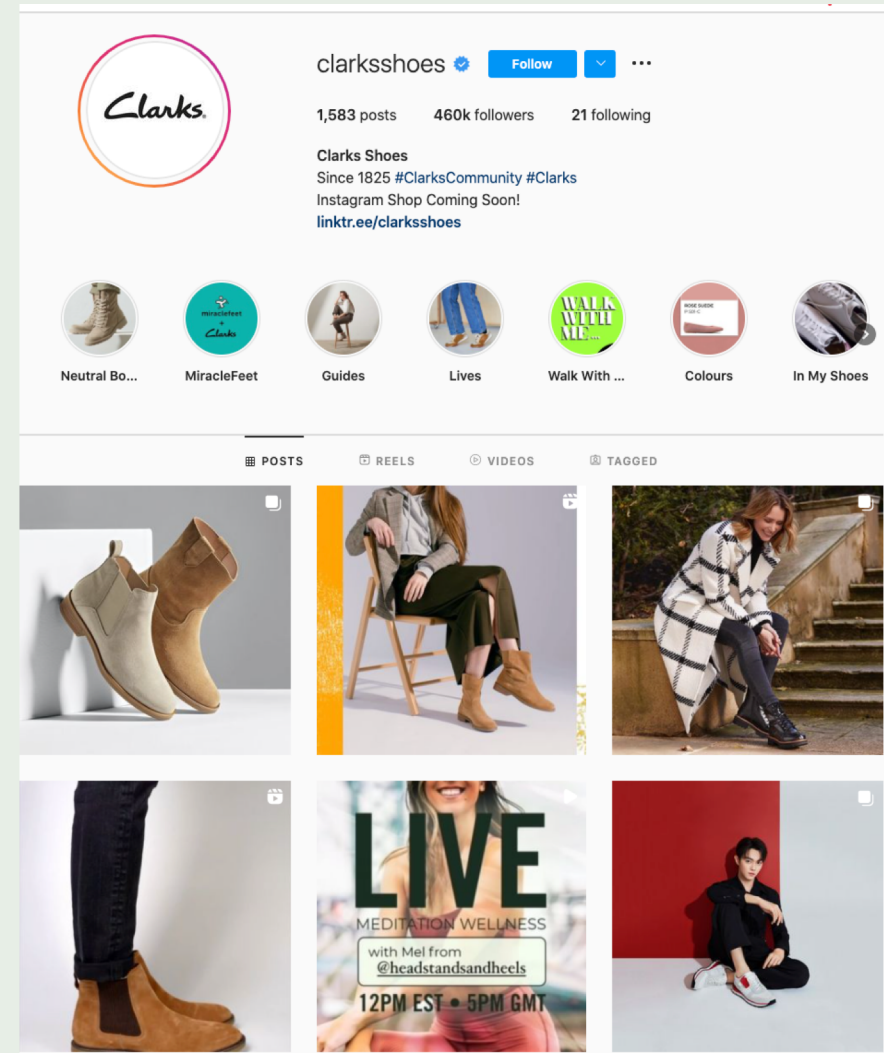 Clarks.
clarksshoes
Follow
1,583 posts 460k followers 21 following
Clarks Shoes
Since 1825 #ClarksCommunity #Clarks
Instagram Shop Coming Soon!
linktr.ee/clarksshoes
miraclefeet
+
Clarks
WALK
WITH
ME...
ROSE SUEDE
Neutral Bo... MiracleFeet Guides Lives Walk With ... Colours In My Shoes
POSTS REELS VIDEOS TAGGED
LIVE
MEDITATION WELLNESS
with Mel from
@headstandsandheels
12PM EST • 5PM GMT